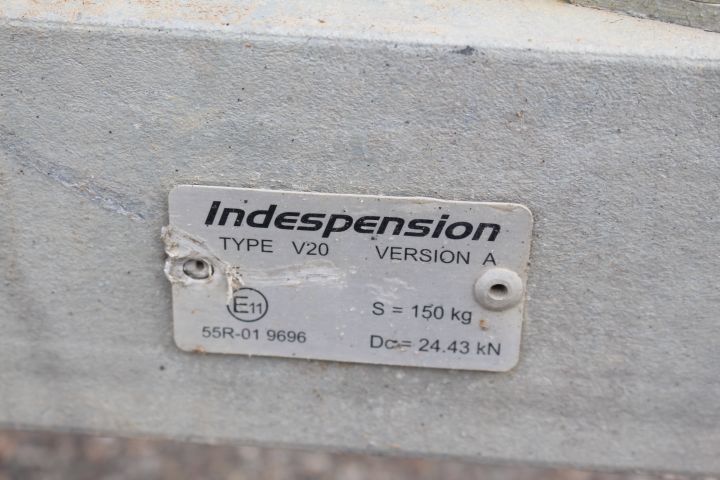 Indespension
TYPE V20 VERSION A
E11 S = 150 kg
55R-01 9696 Dc = 24.43 kN